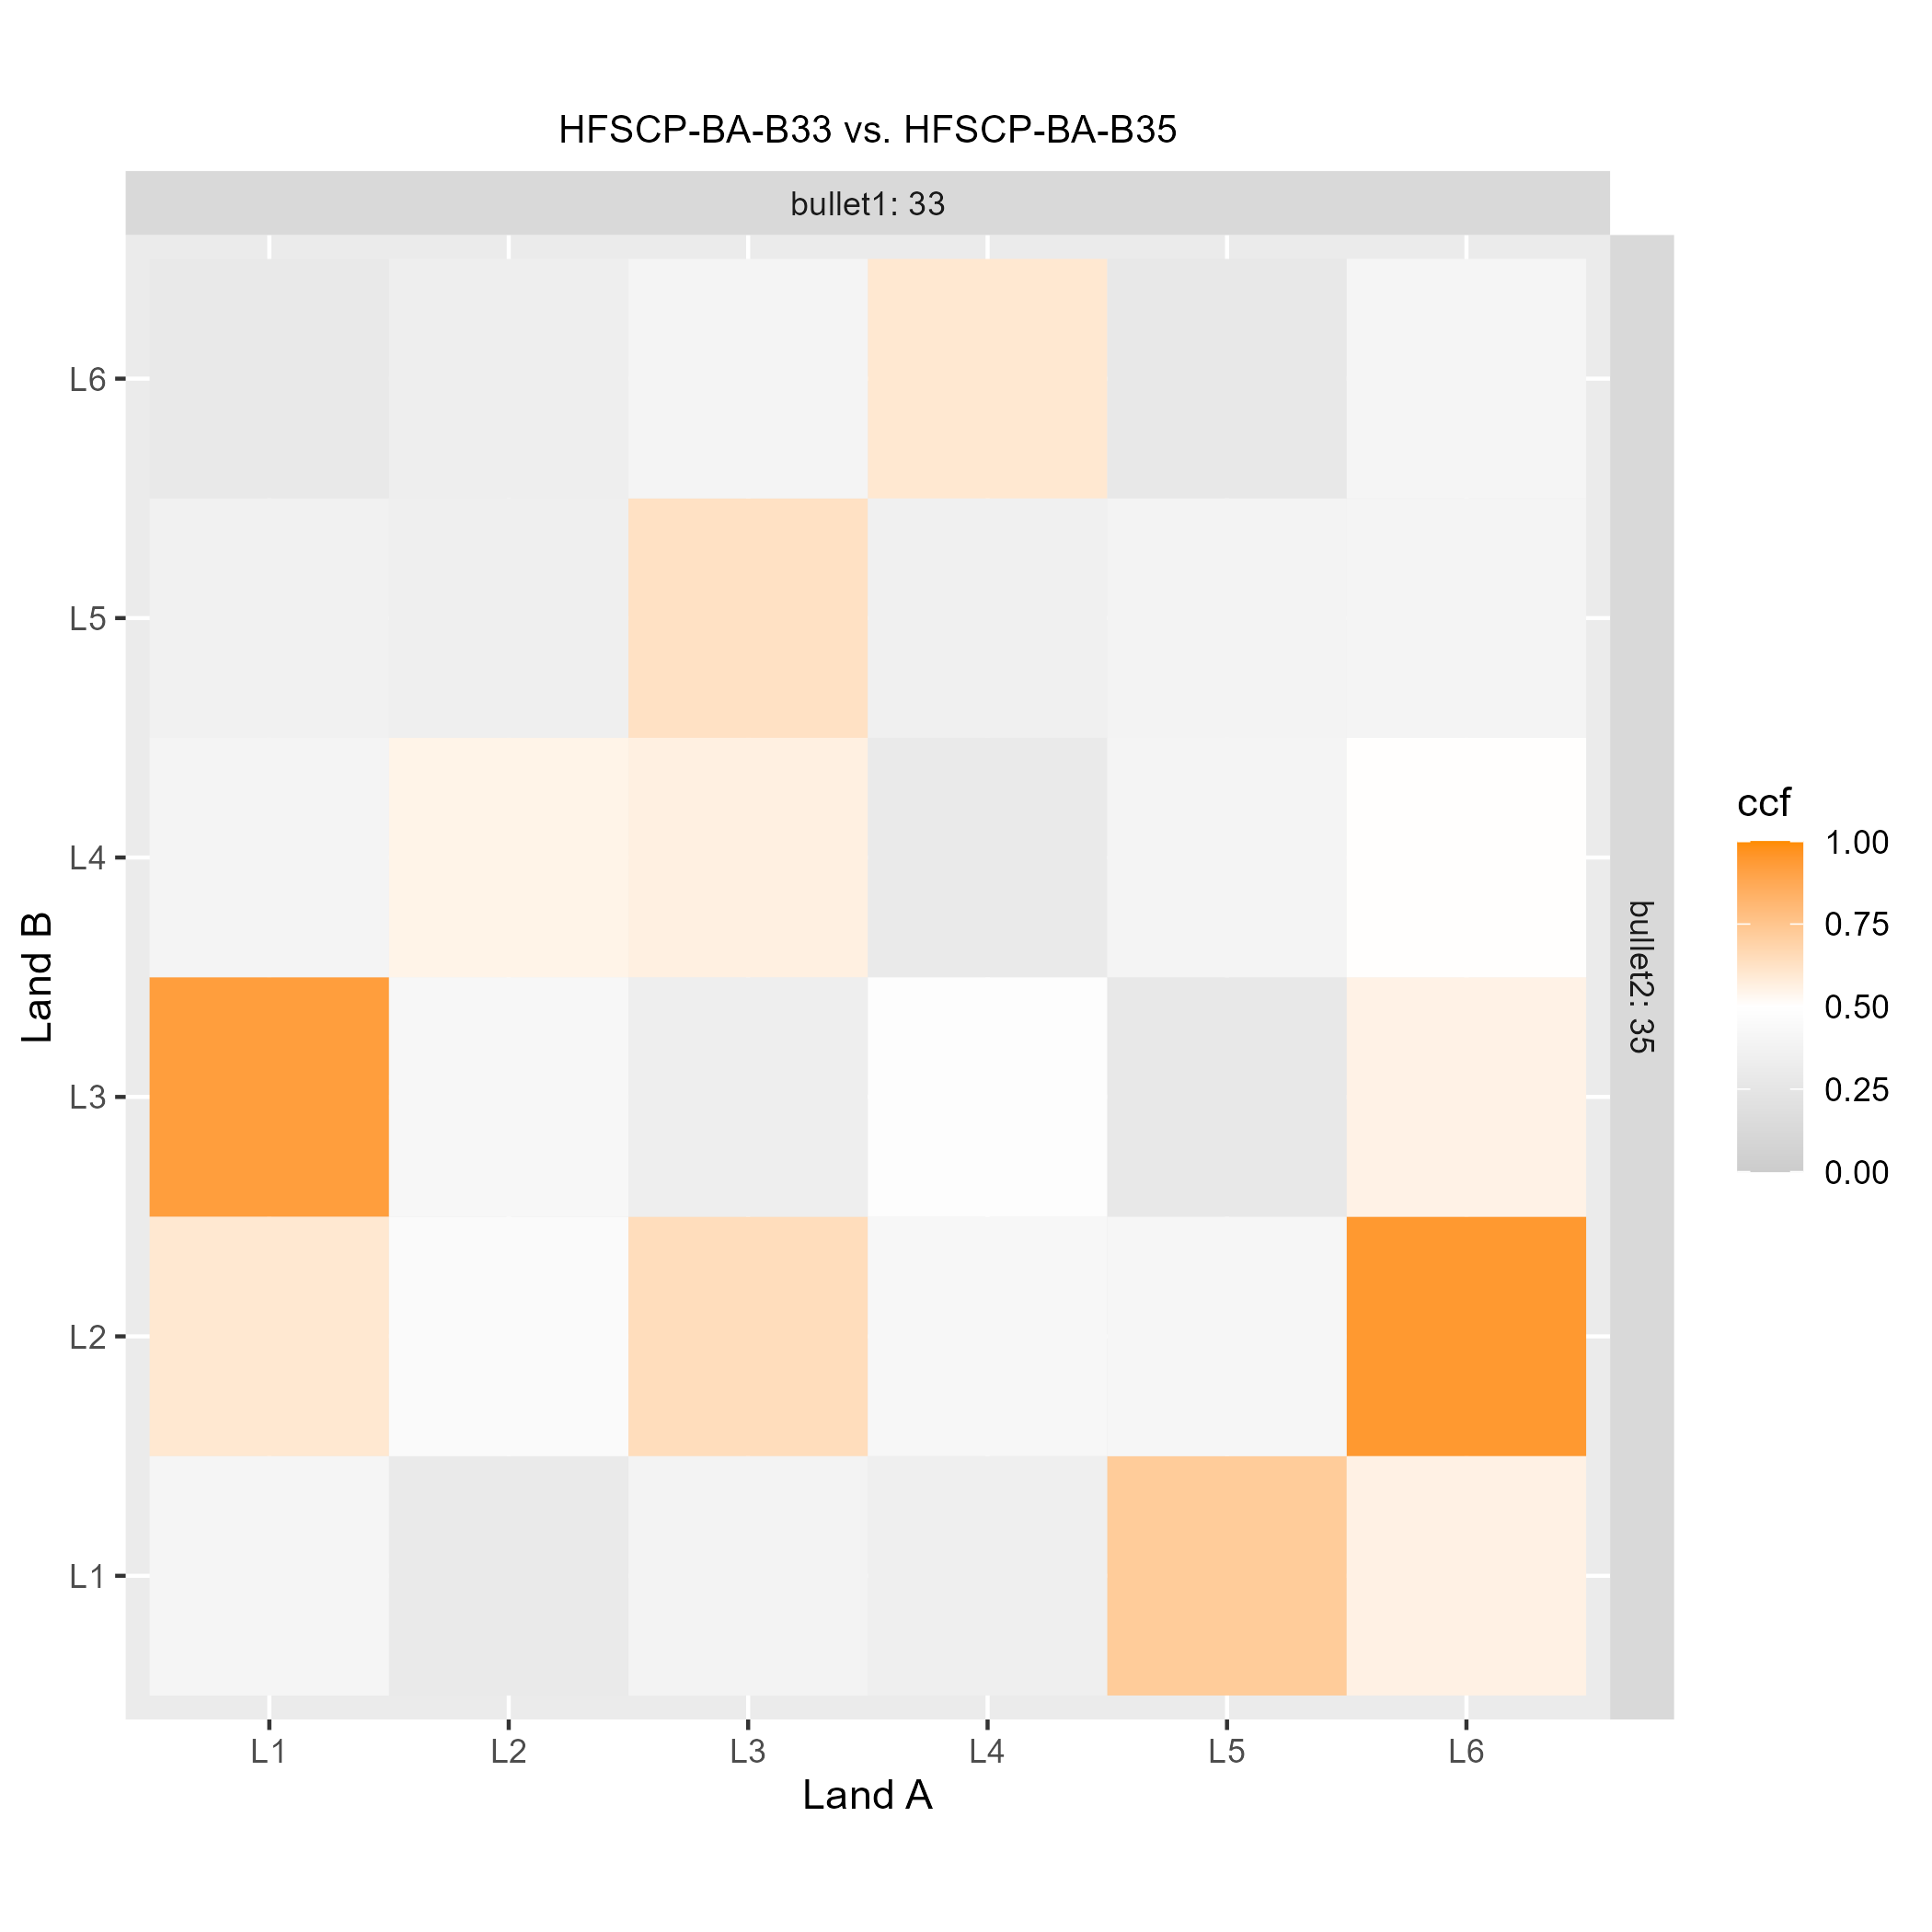 HFSCP-BA-B33 vs. HFSCP-BA-B35
bullet1: 33
L6
L5
L4
L3
L2
L1
Land B
bullet2: 35
L1 L2 L3 L4 L5 L6
Land A
ccf
1.00
0.75
0.50
0.25
0.00